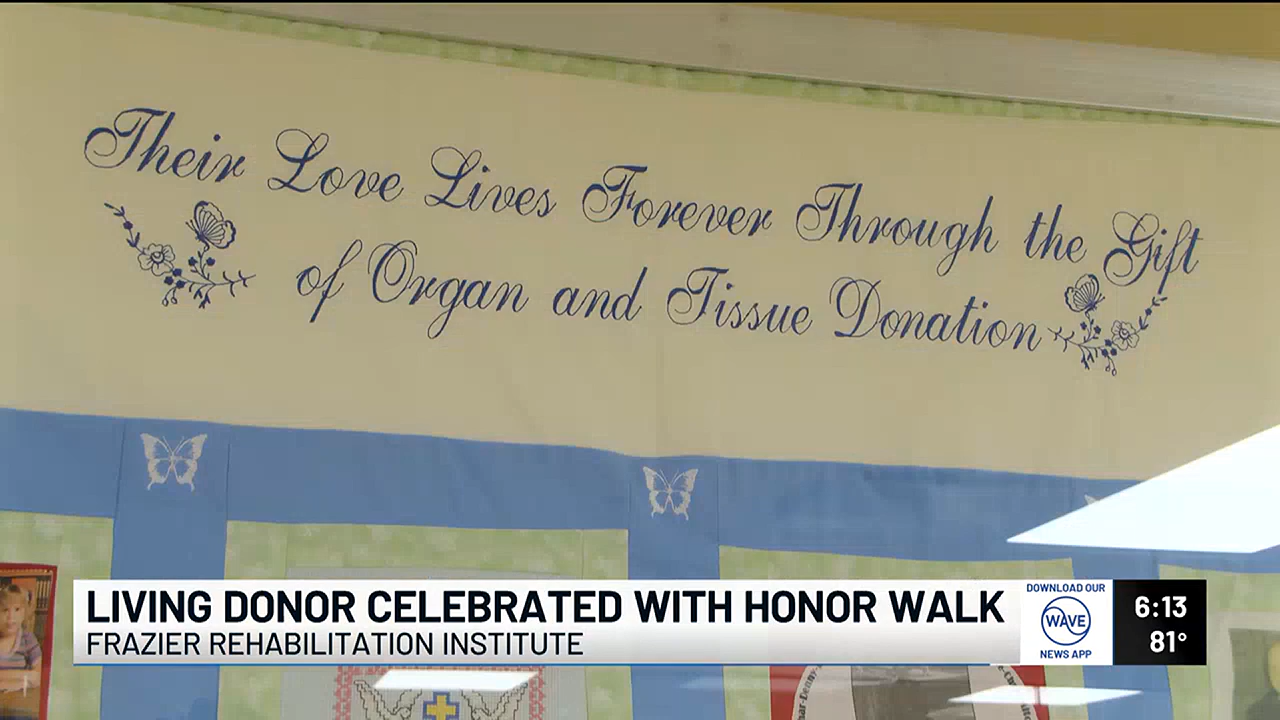 Their Love Lives Forever Through the Gift
of Organ and Tissue Donation
LIVING DONOR CELEBRATED WITH HONOR WALK
FRAZIER REHABILITATION INSTITUTE
DOWNLOAD OUR
WAVE
NEWS APP
6:13
81°